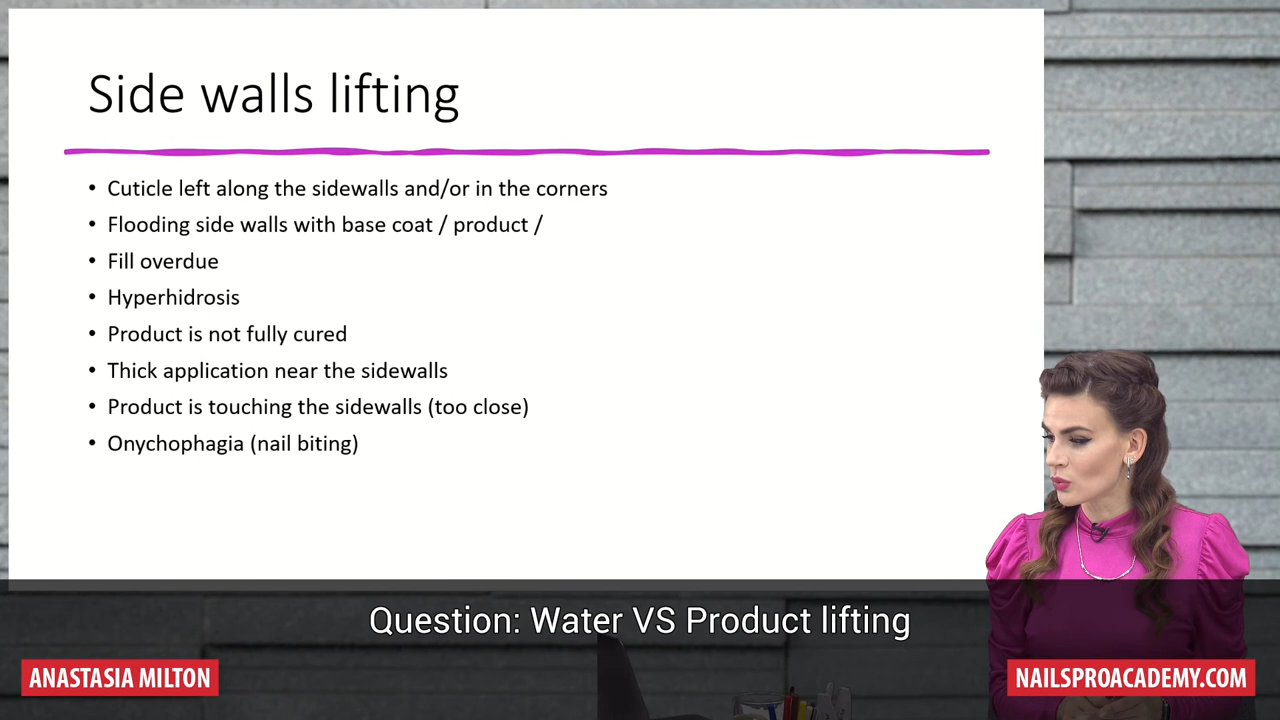 Side walls lifting
• Cuticle left along the sidewalls and/or in the corners
• Flooding side walls with base coat / product /
• Fill overdue
• Hyperhidrosis
• Product is not fully cured
• Thick application near the sidewalls
• Product is touching the sidewalls (too close)
• Onychophagia (nail biting)
Question: Water VS Product lifting
ANASTASIA MILTON
NAILSPROACADEMY.COM